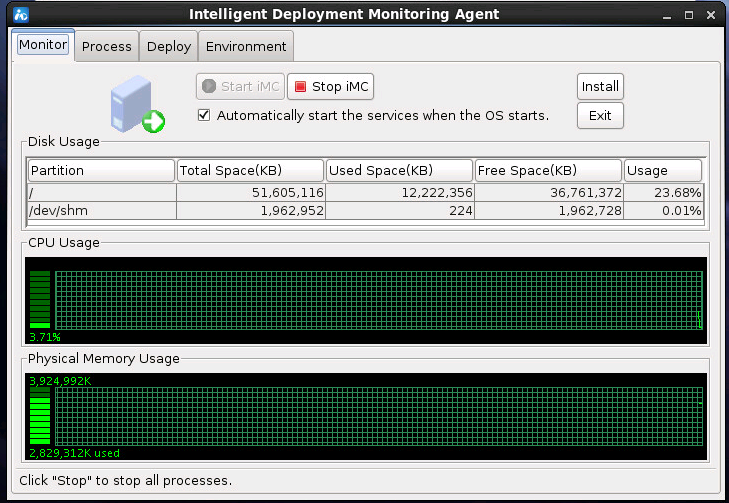 Intelligent Deployment Monitoring Agent
Monitor Process Deploy Environment
Start iMC Stop iMC Install
Automatically start the services when the OS starts. Exit
Disk Usage
Partition Total Space(KB) Used Space(KB) Free Space(KB) Usage
/ 51,605,116 12,222,356 36,761,372 23.68%
/dev/shm 1,962,952 224 1,962,728 0.01%
CPU Usage
3.71%
Physical Memory Usage
3,924,992K
2,829,312K used
Click "Stop" to stop all processes.